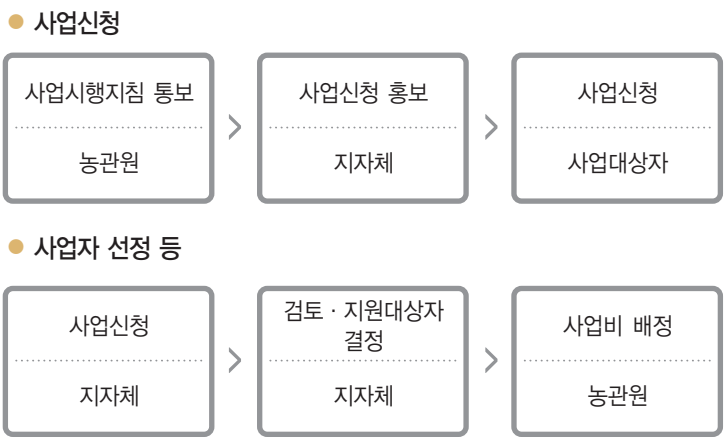 사업신청
사업시행지침 통보
농관원
사업신청 홍보
지자체
사업신청
사업대상자
사업자 선정 등
사업신청
지자체
검토 · 지원대상자
결정
지자체
사업비 배정
농관원